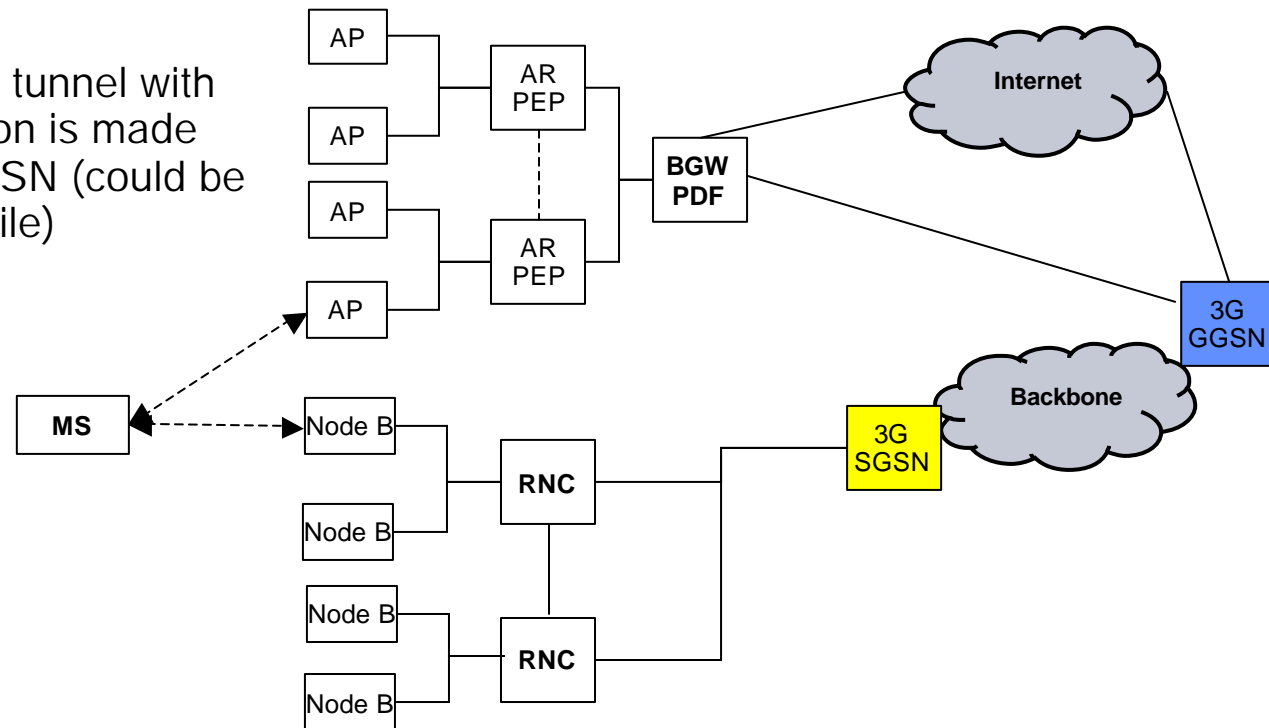 tunnel with
on is made
SN (could be
ile)
AP
AP
AP
AP
AR
PEP
AR
PEP
BGW
PDF
Internet
3G
GGSN
Backbone
3G
SGSN
MS
Node B
Node B
Node B
Node B
RNC
RNC